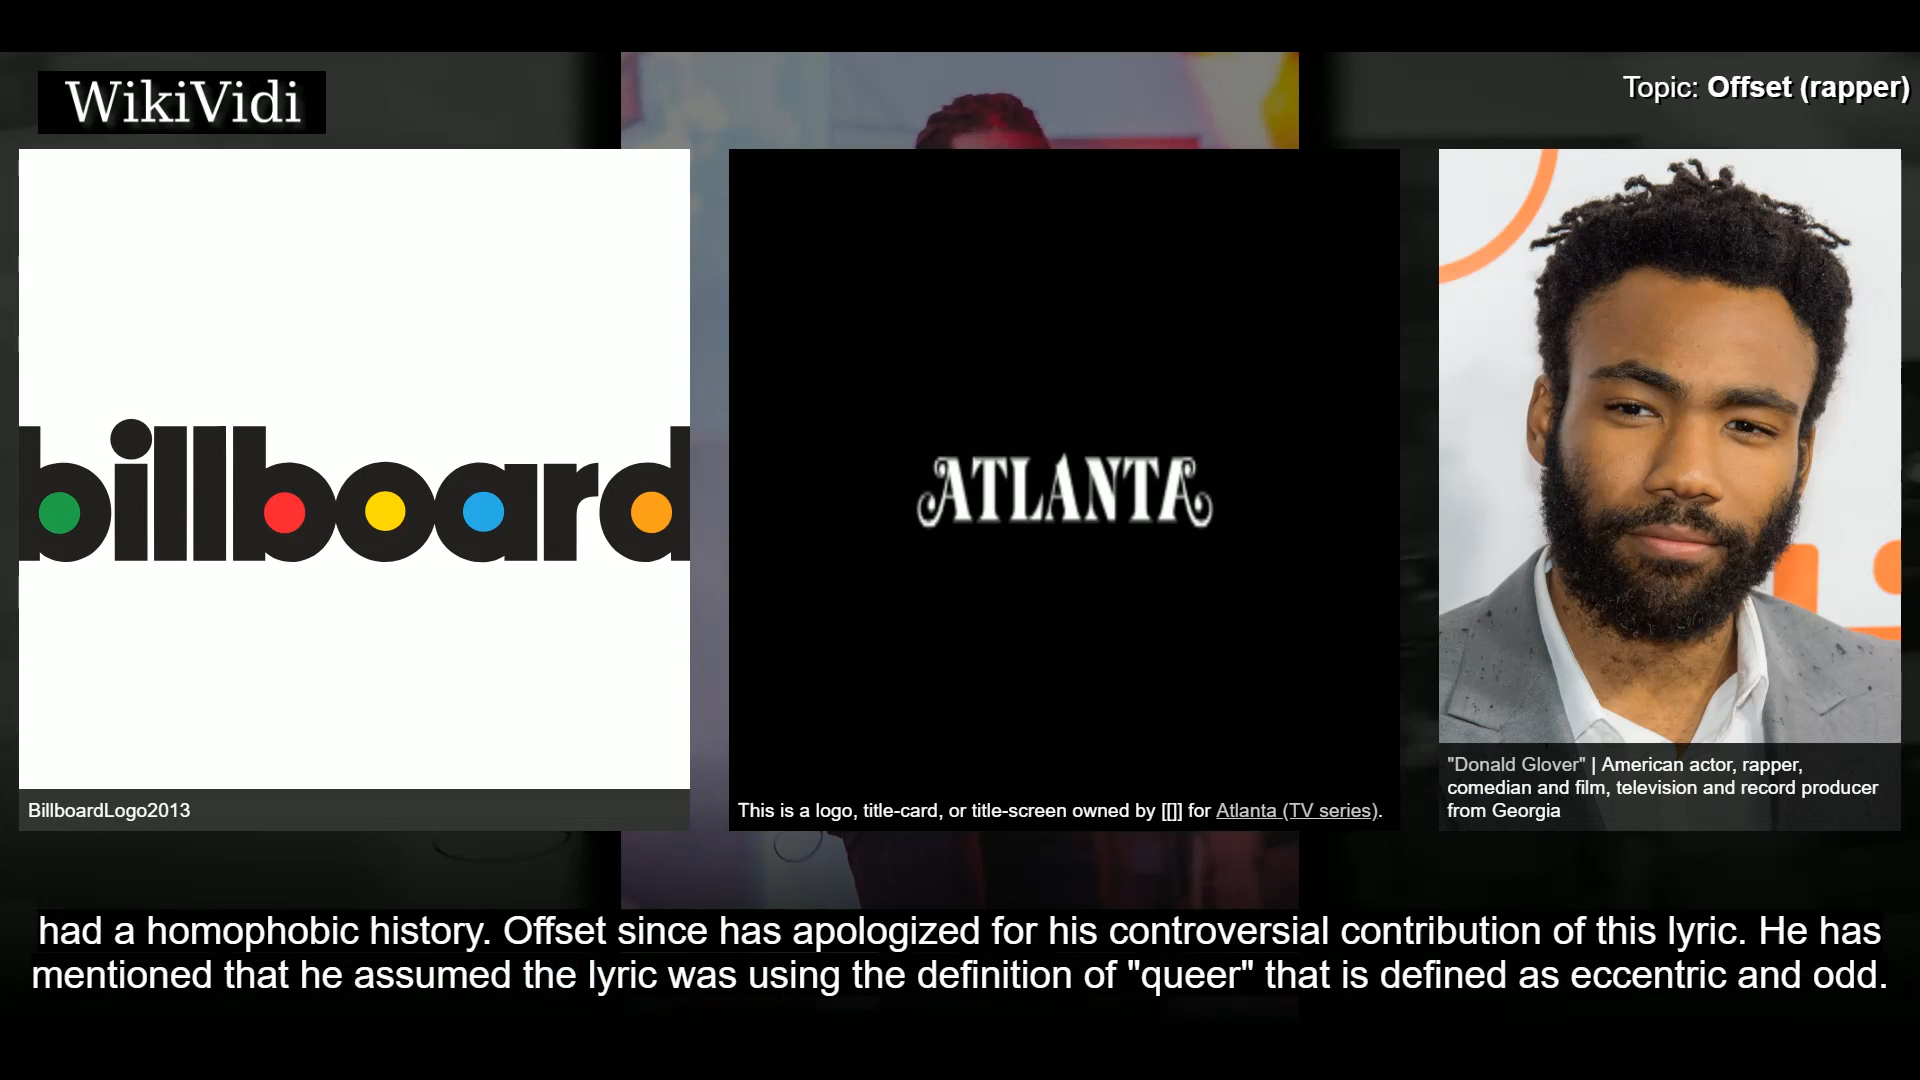 WikiVidi
Topic: Offset (rapper)
billboard
ATLANTA
BillboardLogo2013
This is a logo, title-card, or title-screen owned by [[]] for Atlanta (TV series).
"Donald Glover" | American actor, rapper,
comedian and film, television and record producer
from Georgia
had a homophobic history. Offset since has apologized for his controversial contribution of this lyric. He has
mentioned that he assumed the lyric was using the definition of "queer" that is defined as eccentric and odd.